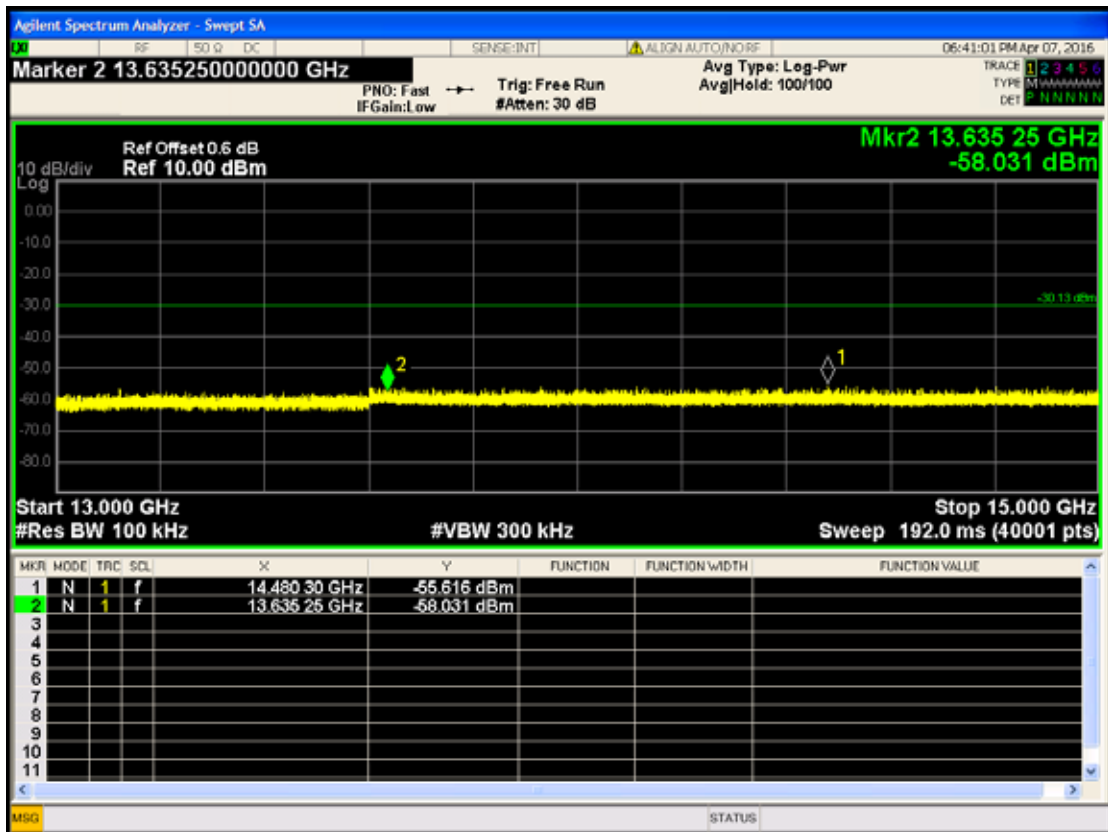 Agilent Spectrum Analyzer - Swept SA
LXI RF 50 Ω DC SENSE:INT ALIGN AUTO/NO RF 06:41:01 PM Apr 07, 2016
Marker 2 13.635250000000 GHz
PNO: Fast
IFGain:Low
Trig: Free Run
#Atten: 30 dB
Avg Type: Log-Pwr
Avg|Hold: 100/100
TRACE 1 2 3 4 5 6
TYPE M W W W W W
DET P N N N N N
Mkr2 13.635 25 GHz
-58.031 dBm
Ref Offset 0.6 dB
10 dB/div Ref 10.00 dBm
Log
0.00
-10.0
-20.0
-30.0
-30.13 dBm
-40.0
-50.0
-60.0
-70.0
-80.0
2
1
Start 13.000 GHz Stop 15.000 GHz
#Res BW 100 kHz #VBW 300 kHz Sweep 192.0 ms (40001 pts)
MKR MODE TRC SCL X Y FUNCTION FUNCTION WIDTH FUNCTION VALUE
1 N 1 f 14.480 30 GHz -55.616 dBm
2 N 1 f 13.635 25 GHz -58.031 dBm
3
4
5
6
7
8
9
10
11
MSG STATUS